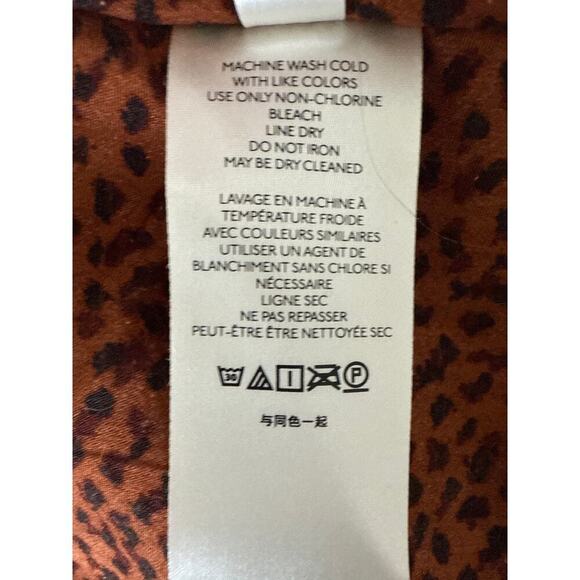 MACHINE WASH COLD
WITH LIKE COLORS
USE ONLY NON-CHLORINE
BLEACH
LINE DRY
DO NOT IRON
MAY BE DRY CLEANED
LAVAGE EN MACHINE À
TEMPÉRATURE FROIDE
AVEC COULEURS SIMILAIRES
UTILISER UN AGENT DE
BLANCHIMENT SANS CHLORE SI
NÉCESSAIRE
LIGNE SEC
NE PAS REPASSER
PEUT-ÊTRE ÊTRE NETTOYÉE SEC
30 P
与同色一起